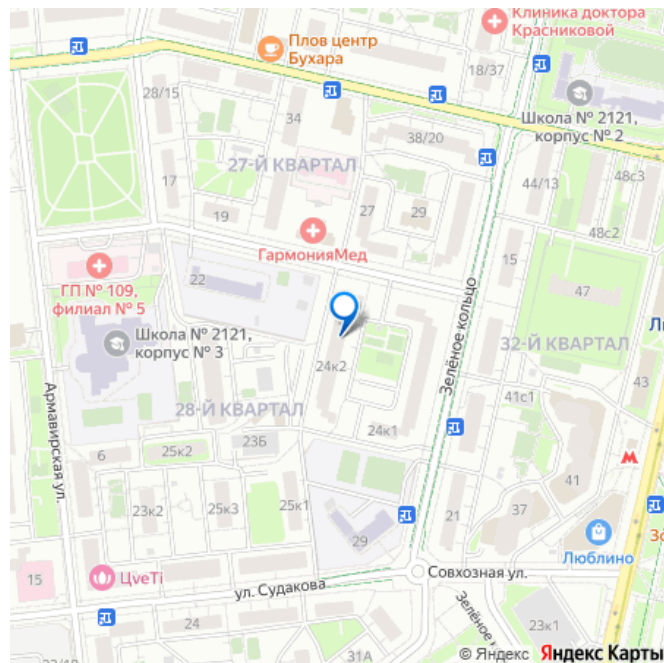 Клиника доктора
Красниковой
Плов центр
Бухара
18/37
28/15
34
Школа № 2121,
корпус № 2
38/20
27-Й КВАРТАЛ
17
19
27
29
44/13
48с3
48с2
ГармонияМед
15
ГП № 109,
филиал № 5
22
47
Зелёное кольцо
Школа № 2121,
корпус № 3
32-Й КВАРТАЛ
24к2
43
Армавирская ул.
28-Й КВАРТАЛ
41с1
24к1
23Б
25к2
6
41
23к2
25к3
25к1
37
21
29
Люблино
15
ЦveTi
Совхозная ул.
ул. Судакова
24
23к1
31А
© Яндекс Яндекс Карты